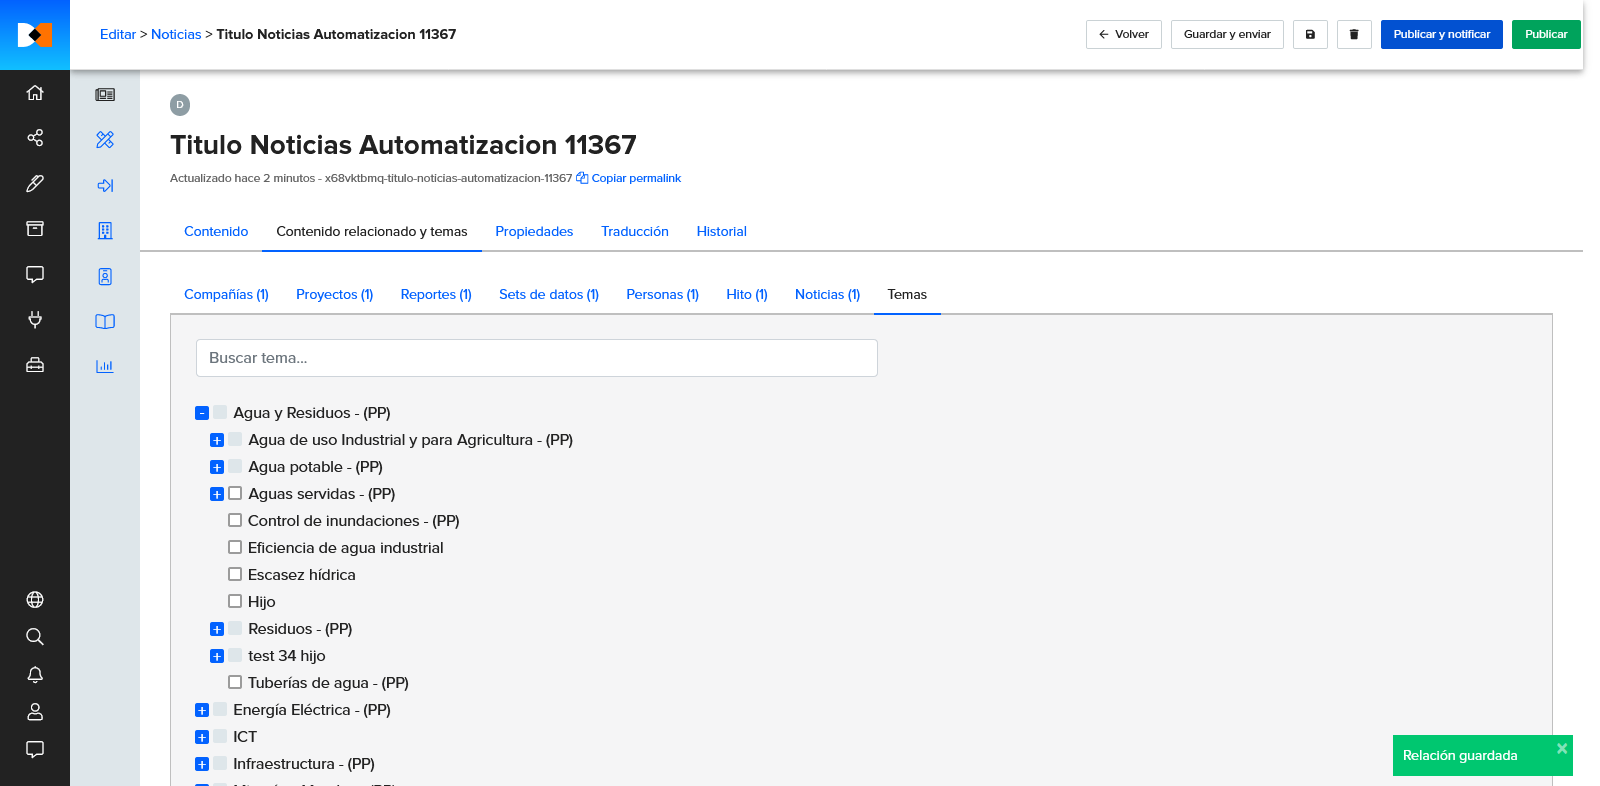 Editar > Noticias > Titulo Noticias Automatizacion 11367
Volver
Guardar y enviar
Publicar y notificar
Publicar
D
Titulo Noticias Automatizacion 11367
Actualizado hace 2 minutos - x68vktbmq-titulo-noticias-automatizacion-11367 Copiar permalink
Contenido
Contenido relacionado y temas
Propiedades
Traducción
Historial
Compañías (1)
Proyectos (1)
Reportes (1)
Sets de datos (1)
Personas (1)
Hito (1)
Noticias (1)
Temas
Buscar tema...
Agua y Residuos - (PP)
Agua de uso Industrial y para Agricultura - (PP)
Agua potable - (PP)
Aguas servidas - (PP)
Control de inundaciones - (PP)
Eficiencia de agua industrial
Escasez hídrica
Hijo
Residuos - (PP)
test 34 hijo
Tuberías de agua - (PP)
Energía Eléctrica - (PP)
ICT
Infraestructura - (PP)
Relación guardada